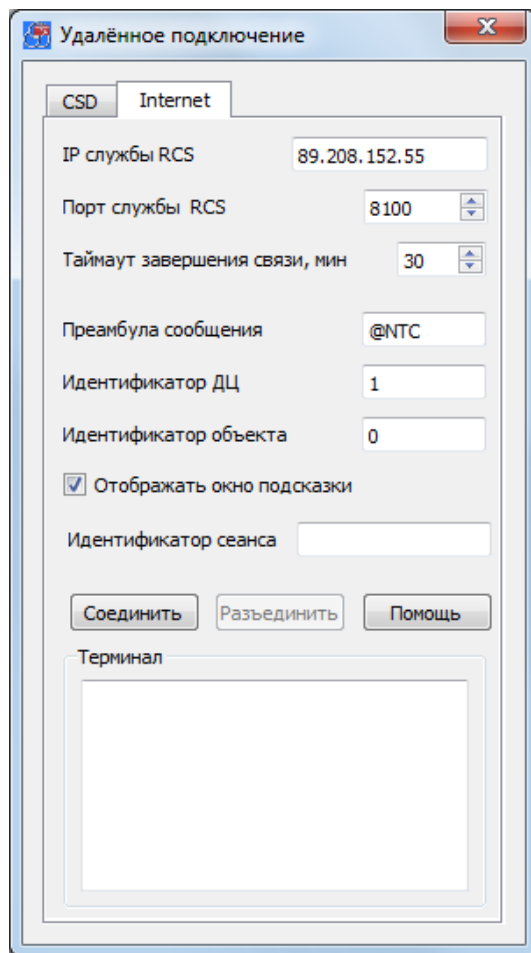 Удалённое подключение
CSD Internet
IP службы RCS 89.208.152.55
Порт службы RCS 8100
Таймаут завершения связи, мин 30
Преамбула сообщения @NTC
Идентификатор ДЦ 1
Идентификатор объекта 0
Отображать окно подсказки
Идентификатор сеанса
Соединить Разъединить Помощь
Терминал